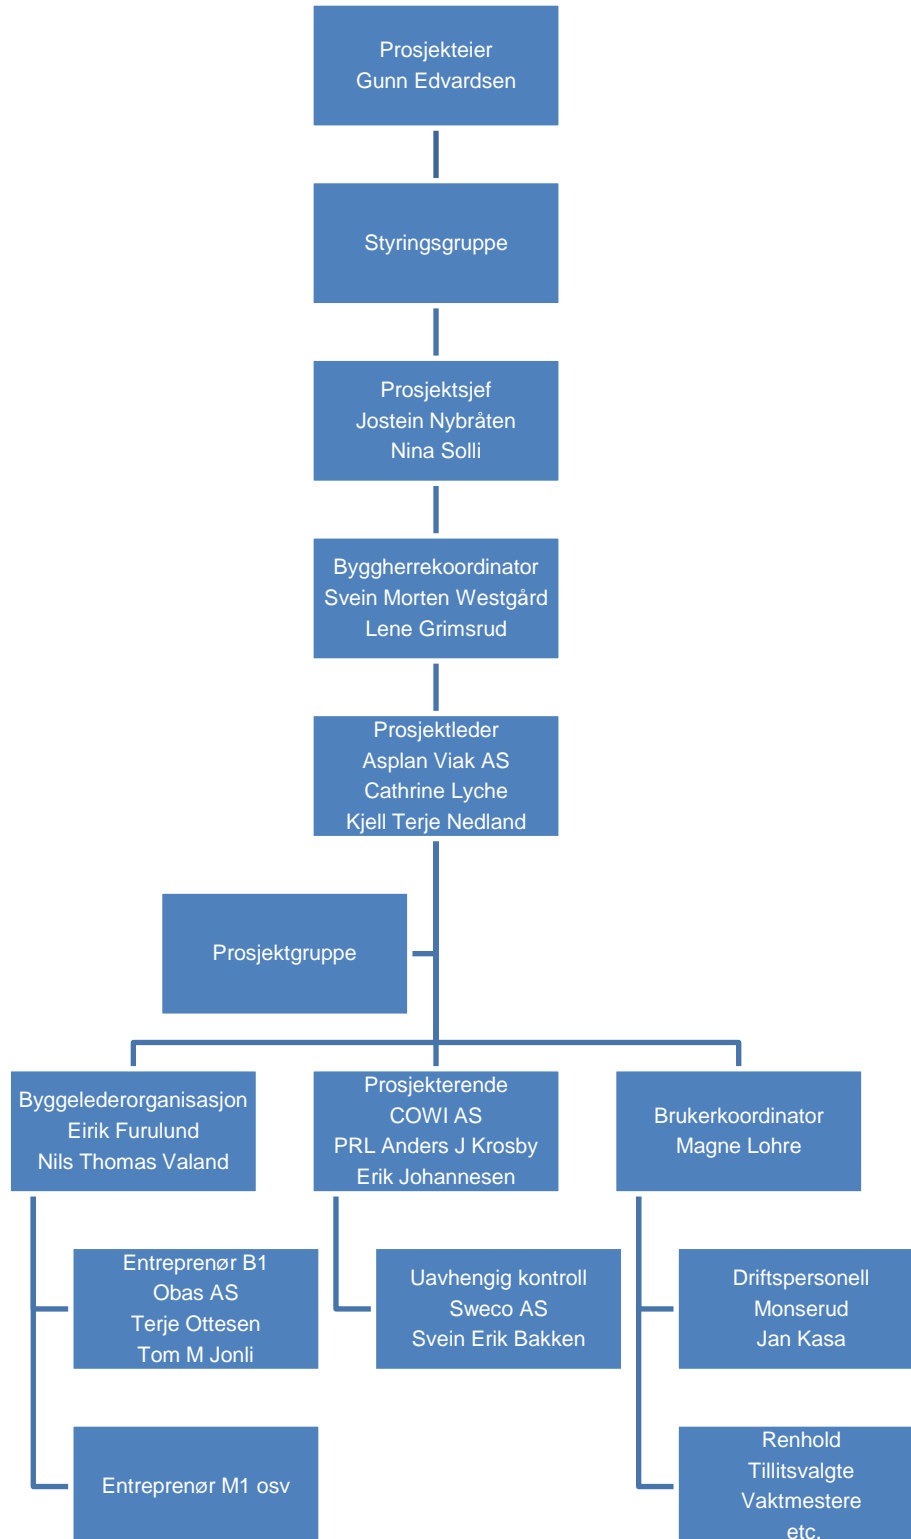 Prosjekteier
Gunn Edvardsen
Styringsgruppe
Prosjektsjef
Jostein Nybråten
Nina Solli
Byggherrekoordinator
Svein Morten Westgård
Lene Grimsrud
Prosjektleder
Asplan Viak AS
Cathrine Lyche
Kjell Terje Nedland
Prosjektgruppe
Byggelederorganisasjon
Eirik Furulund
Nils Thomas Valand
Prosjekterende
COWI AS
PRL Anders J Krosby
Erik Johannesen
Brukerkoordinator
Magne Lohre
Entreprenør B1
Obas AS
Terje Ottesen
Tom M Jonli
Uavhengig kontroll
Sweco AS
Svein Erik Bakken
Driftspersonell
Monserud
Jan Kasa
Entreprenør M1 osv
Renhold
Tillitsvalgte
Vaktmestere
etc.